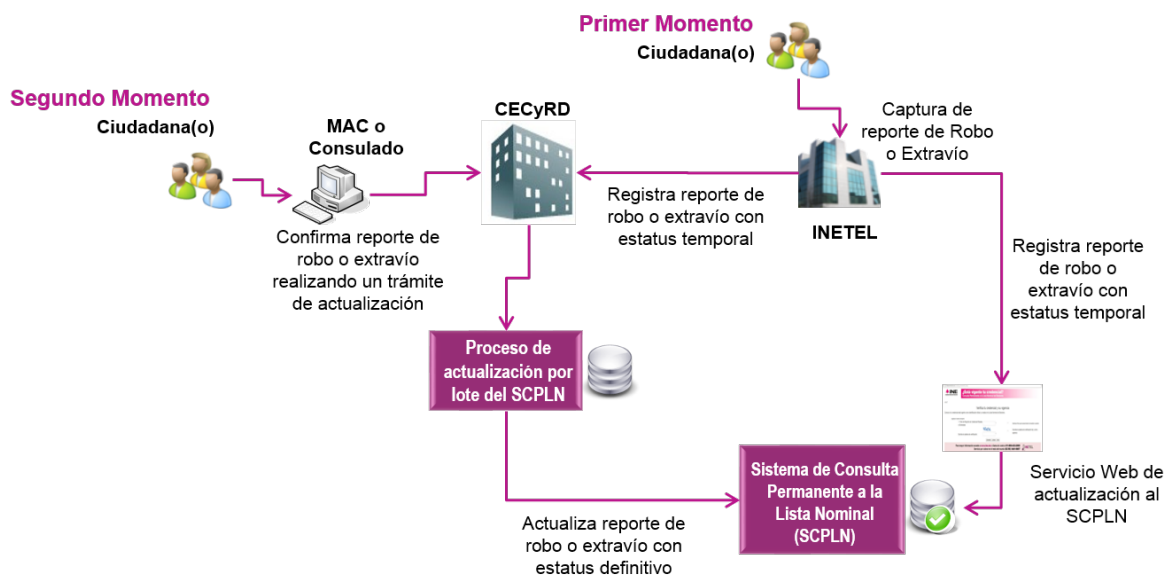 Primer Momento
Ciudadana(o)
Segundo Momento
Ciudadana(o)
MAC o
Consulado
CECyRD
Captura de
reporte de Robo
o Extravío
Confirma reporte de
robo o extravío
realizando un trámite
de actualización
Registra reporte de
robo o extravío con
estatus temporal
INETEL
Registra reporte
de robo o
extravío con
estatus temporal
Proceso de
actualización por
lote del SCPLN
INE
Sistema de Consulta
Permanente a la
Lista Nominal
(SCPLN)
Servicio Web de
actualización al
SCPLN
Actualiza reporte de
robo o extravío con
estatus definitivo